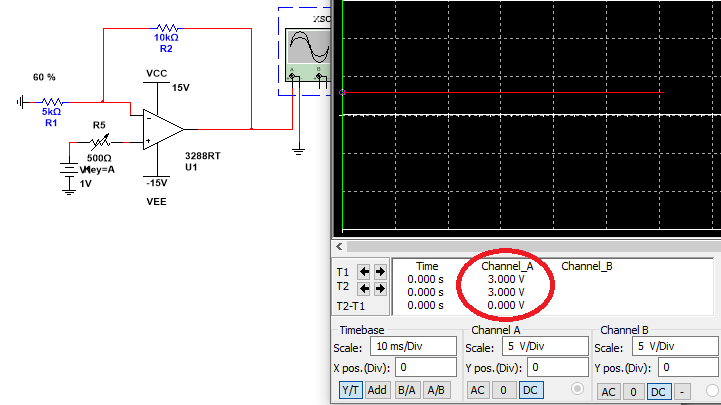 XSC
10kΩ
R2
60 %
VCC
15V
5kΩ
R1
R5
500Ω
Key=A
1V
3288RT
U1
-15V
VEE
A
B
<
Time Channel_A Channel_B
T1 0.000 s 3.000 V
T2 0.000 s 3.000 V
T2-T1 0.000 s 0.000 V
Timebase
Scale: 10 ms/Div
X pos.(Div): 0
Y/T Add B/A A/B
Channel A
Scale: 5 V/Div
Y pos.(Div): 0
AC 0 DC
Channel B
Scale: 5 V/Div
Y pos.(Div): 0
AC 0 DC -